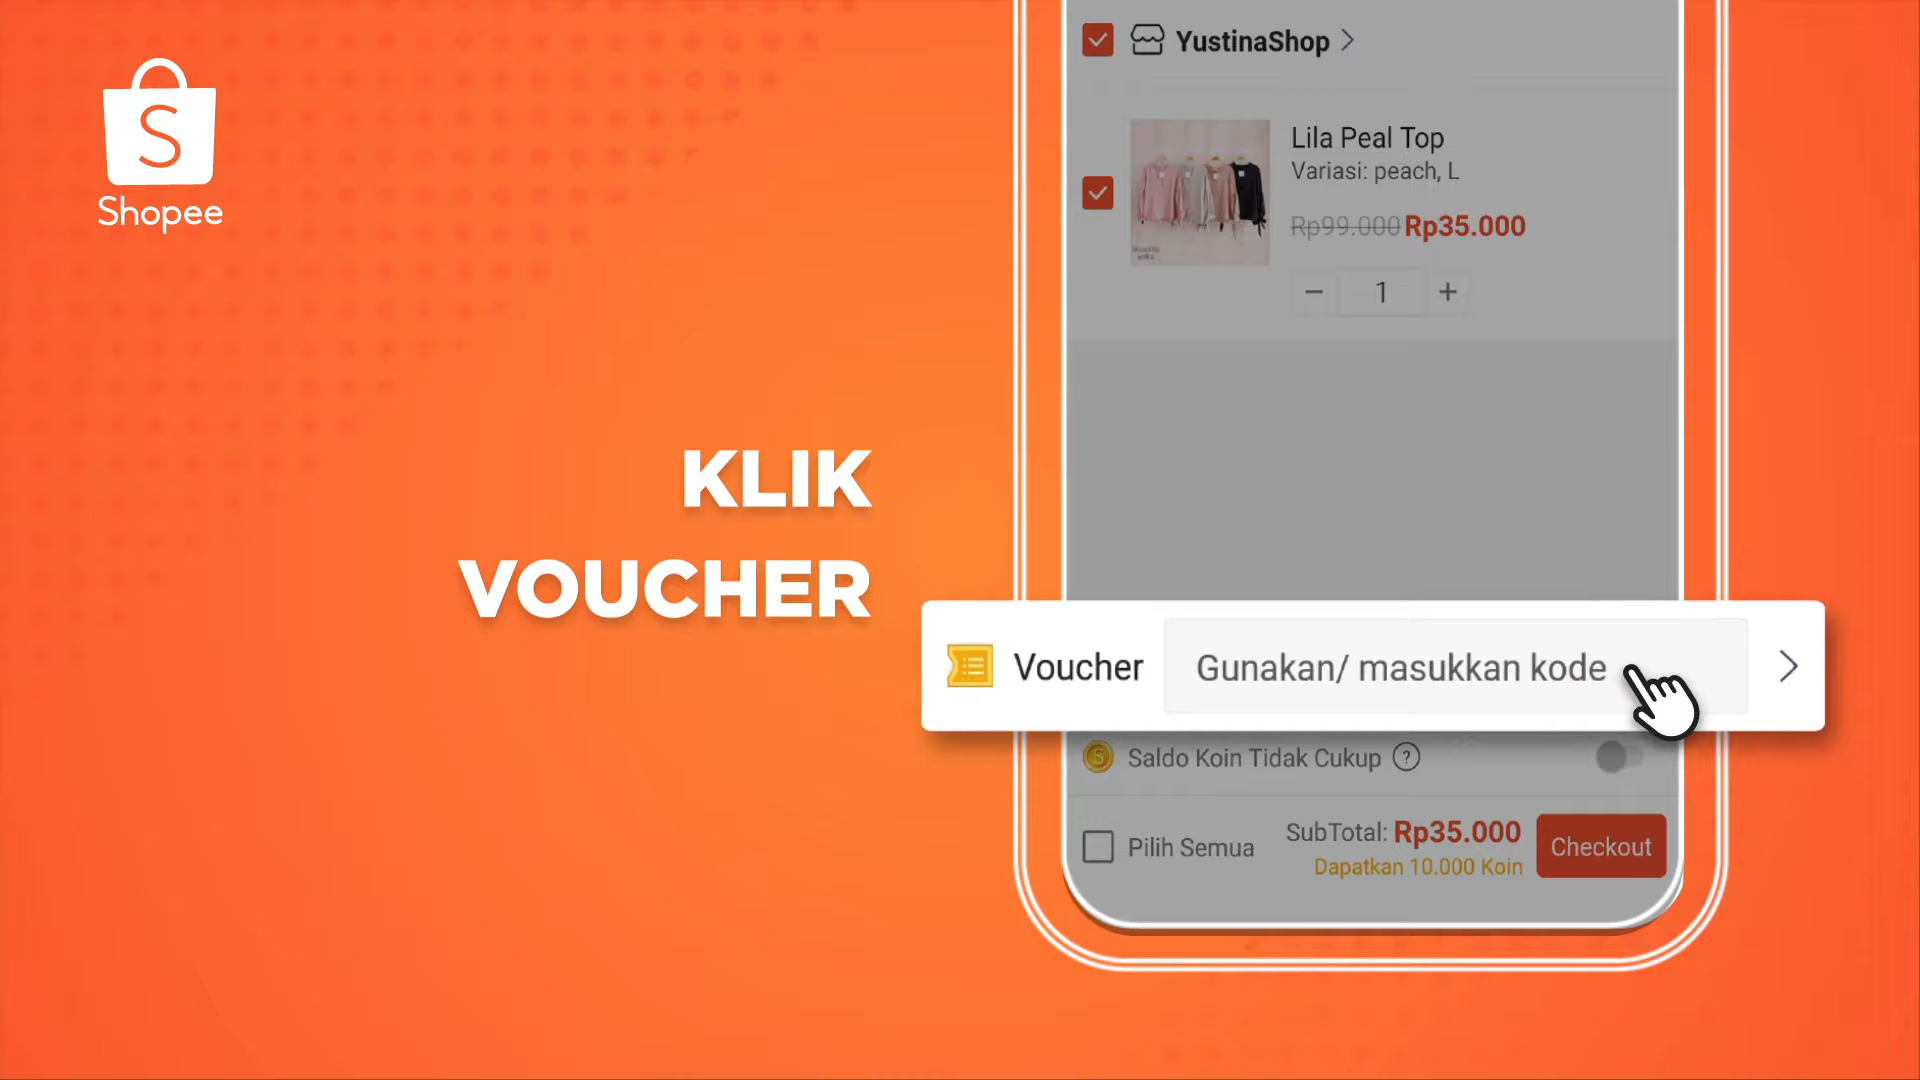 Shopee
KLIK
VOUCHER
YustinaShop
Lila Peal Top
Variasi: peach, L
Rp99.000 Rp35.000
1
Voucher Gunakan/ masukkan kode
Saldo Koin Tidak Cukup ?
Pilih Semua
SubTotal: Rp35.000
Dapatkan 10.000 Koin
Checkout